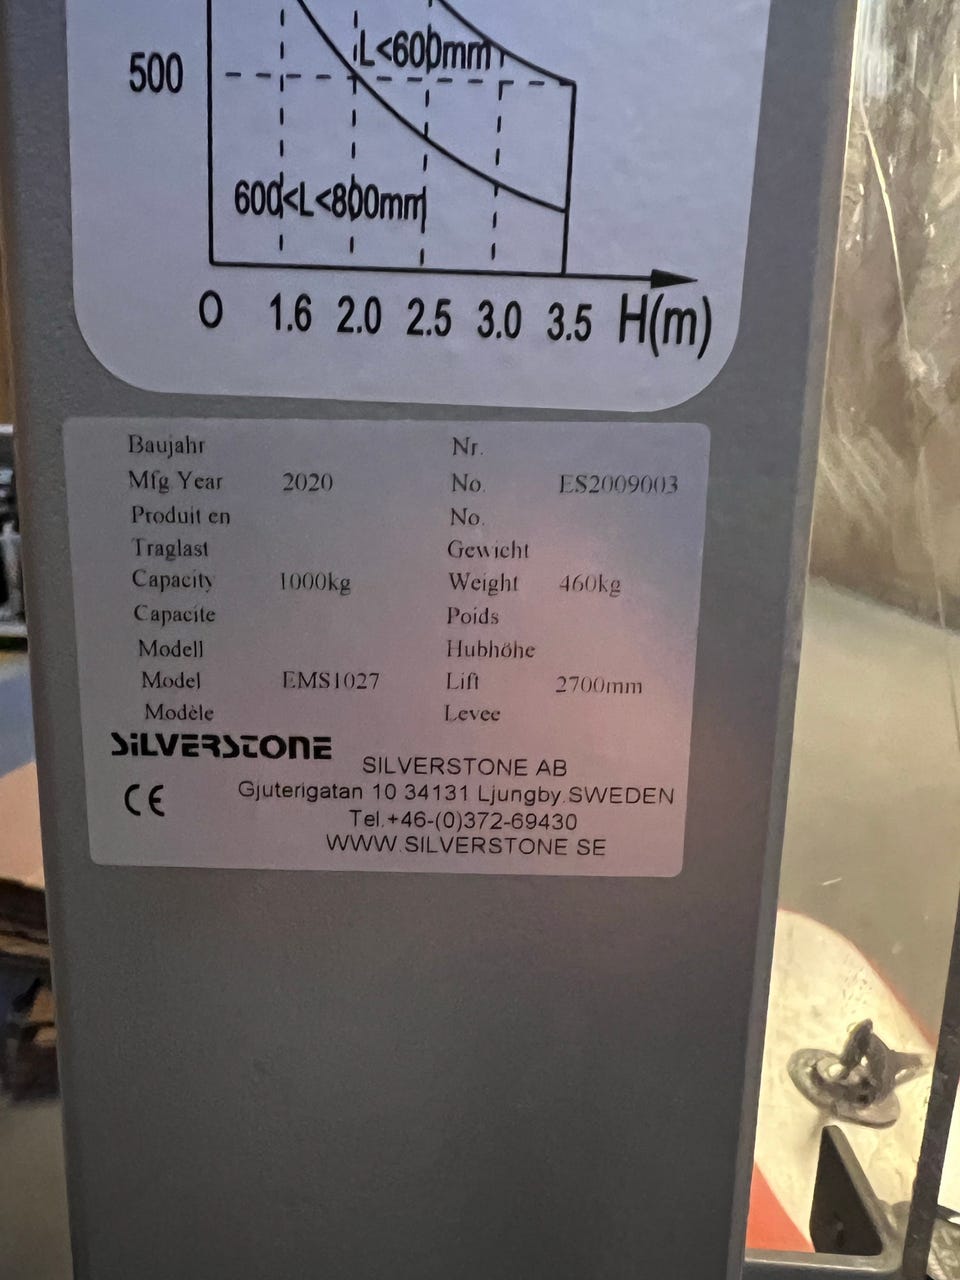 L<600mm
500
600<L<800mm
O 1.6 2.0 2.5 3.0 3.5 H(m)
Baujahr Nr.
Mfg Year 2020 No. ES2009003
Produit en No.
Traglast Gewicht
Capacity 1000kg Weight 460kg
Capacite Poids
Modell Hubhöhe
Model EMS1027 Lift 2700mm
Modèle Levee
SILVERSTONE
SILVERSTONE AB
CE Gjuterigatan 10 34131 Ljungby.SWEDEN
Tel.+46-(0)372-69430
WWW.SILVERSTONE SE